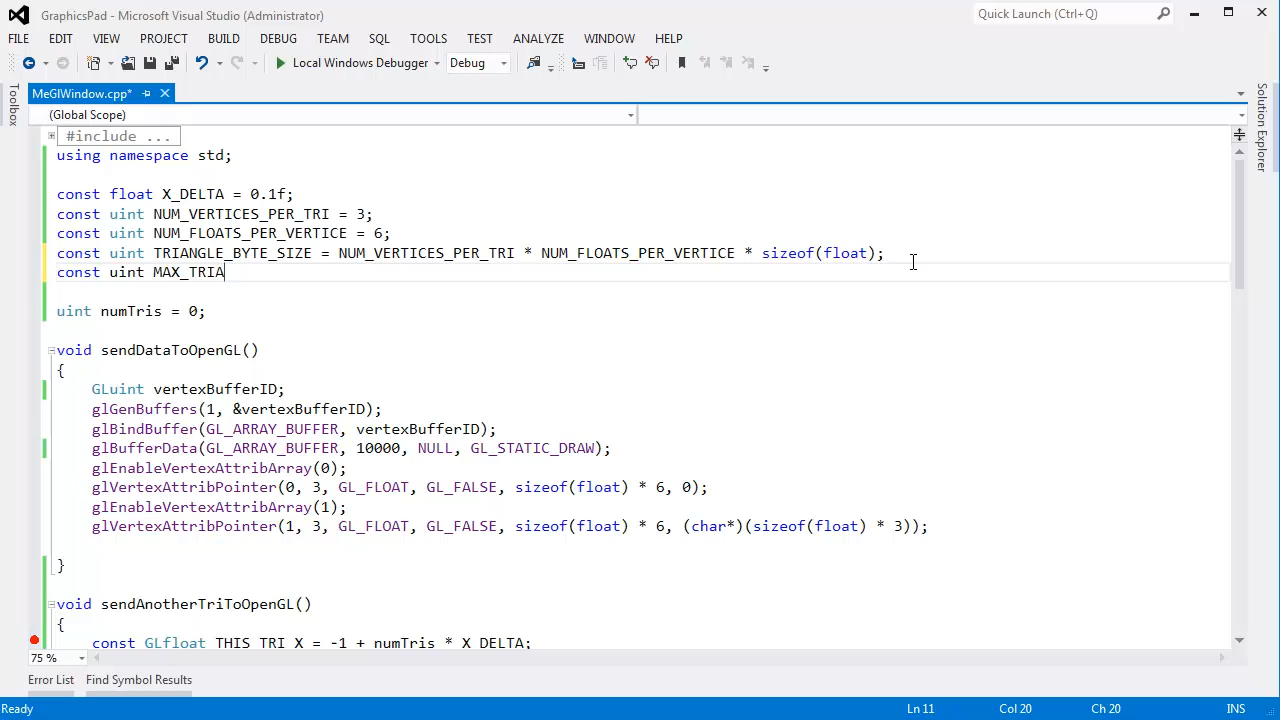 GraphicsPad - Microsoft Visual Studio (Administrator)
Quick Launch (Ctrl+Q)
FILE EDIT VIEW PROJECT BUILD DEBUG TEAM SQL TOOLS TEST ANALYZE WINDOW HELP
Local Windows Debugger Debug
MeGlWindow.cpp*
(Global Scope)
Toolbox
Solution Explorer
#include ...
using namespace std;
const float X_DELTA = 0.1f;
const uint NUM_VERTICES_PER_TRI = 3;
const uint NUM_FLOATS_PER_VERTICE = 6;
const uint TRIANGLE_BYTE_SIZE = NUM_VERTICES_PER_TRI * NUM_FLOATS_PER_VERTICE * sizeof(float);
const uint MAX_TRIA
uint numTris = 0;
void sendDataToOpenGL()
{
GLuint vertexBufferID;
glGenBuffers(1, &vertexBufferID);
glBindBuffer(GL_ARRAY_BUFFER, vertexBufferID);
glBufferData(GL_ARRAY_BUFFER, 10000, NULL, GL_STATIC_DRAW);
glEnableVertexAttribArray(0);
glVertexAttribPointer(0, 3, GL_FLOAT, GL_FALSE, sizeof(float) * 6, 0);
glEnableVertexAttribArray(1);
glVertexAttribPointer(1, 3, GL_FLOAT, GL_FALSE, sizeof(float) * 6, (char*)(sizeof(float) * 3));
}
void sendAnotherTriToOpenGL()
{
const GLfloat THIS_TRI_X = -1 + numTris * X_DELTA;
75 %
Error List Find Symbol Results
Ready Ln 11 Col 20 Ch 20 INS